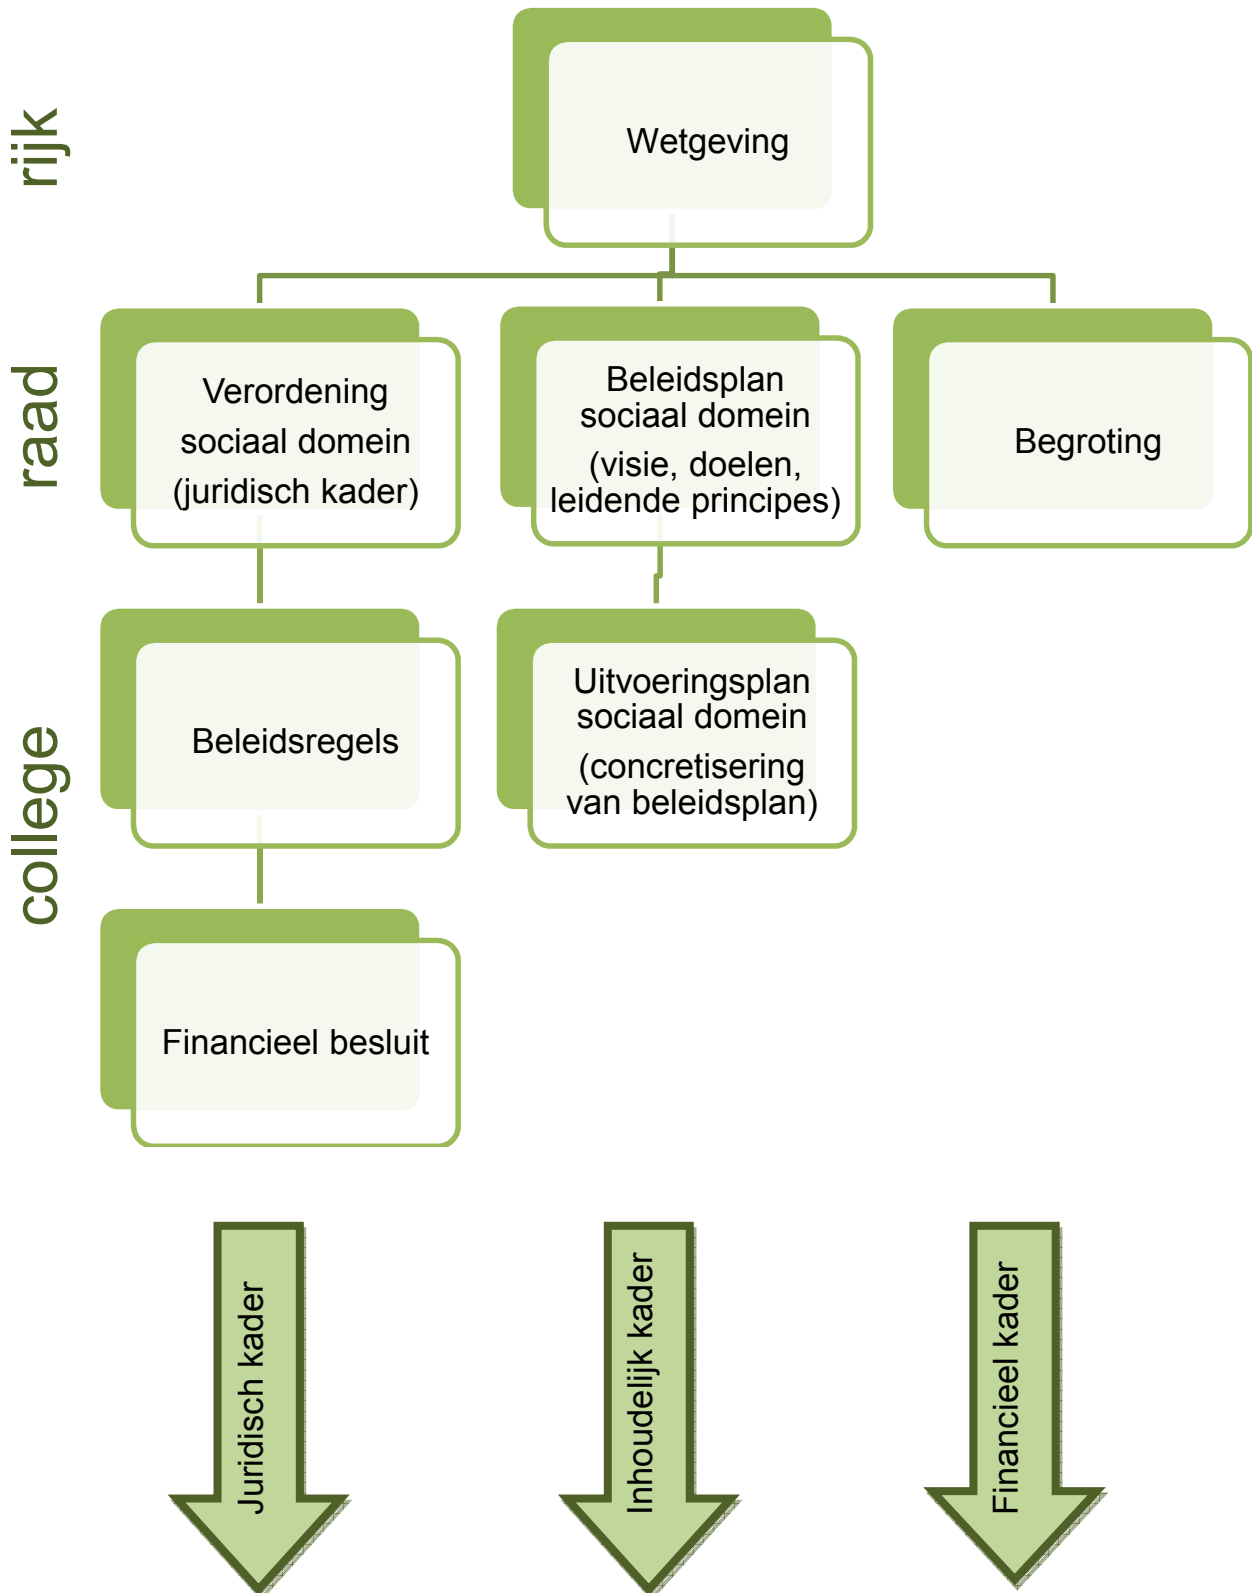 rijk
Wetgeving
raad
Verordening
sociaal domein
(juridisch kader)
Beleidsplan
sociaal domein
(visie, doelen,
leidende principes)
Begroting
college
Beleidsregels
Uitvoeringsplan
sociaal domein
(concretisering
van beleidsplan)
Financieel besluit
Juridisch kader
Inhoudelijk kader
Financieel kader